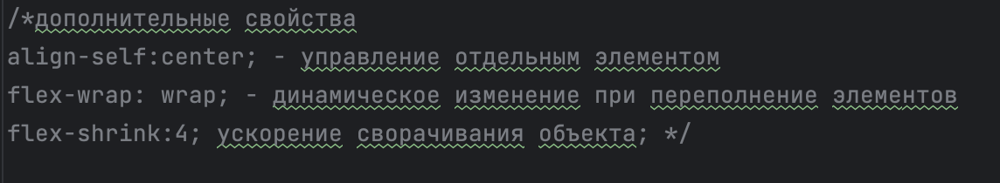 /*дополнительные свойства
align-self:center; - управление отдельным элементом
flex-wrap: wrap; - динамическое изменение при переполнение элементов
flex-shrink:4; ускорение сворачивания объекта; */